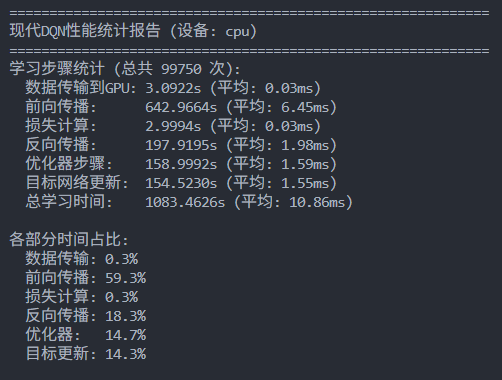 ============================================================
现代DQN性能统计报告 (设备: cpu)
============================================================
学习步骤统计 (总共 99750 次):
  数据传输到GPU: 3.0922s (平均: 0.03ms)
  前向传播:      642.9664s (平均: 6.45ms)
  损失计算:      2.9994s (平均: 0.03ms)
  反向传播:      197.9195s (平均: 1.98ms)
  优化器步骤:    158.9992s (平均: 1.59ms)
  目标网络更新:  154.5230s (平均: 1.55ms)
  总学习时间:    1083.4626s (平均: 10.86ms)

各部分时间占比:
  数据传输: 0.3%
  前向传播: 59.3%
  损失计算: 0.3%
  反向传播: 18.3%
  优化器:   14.7%
  目标更新: 14.3%